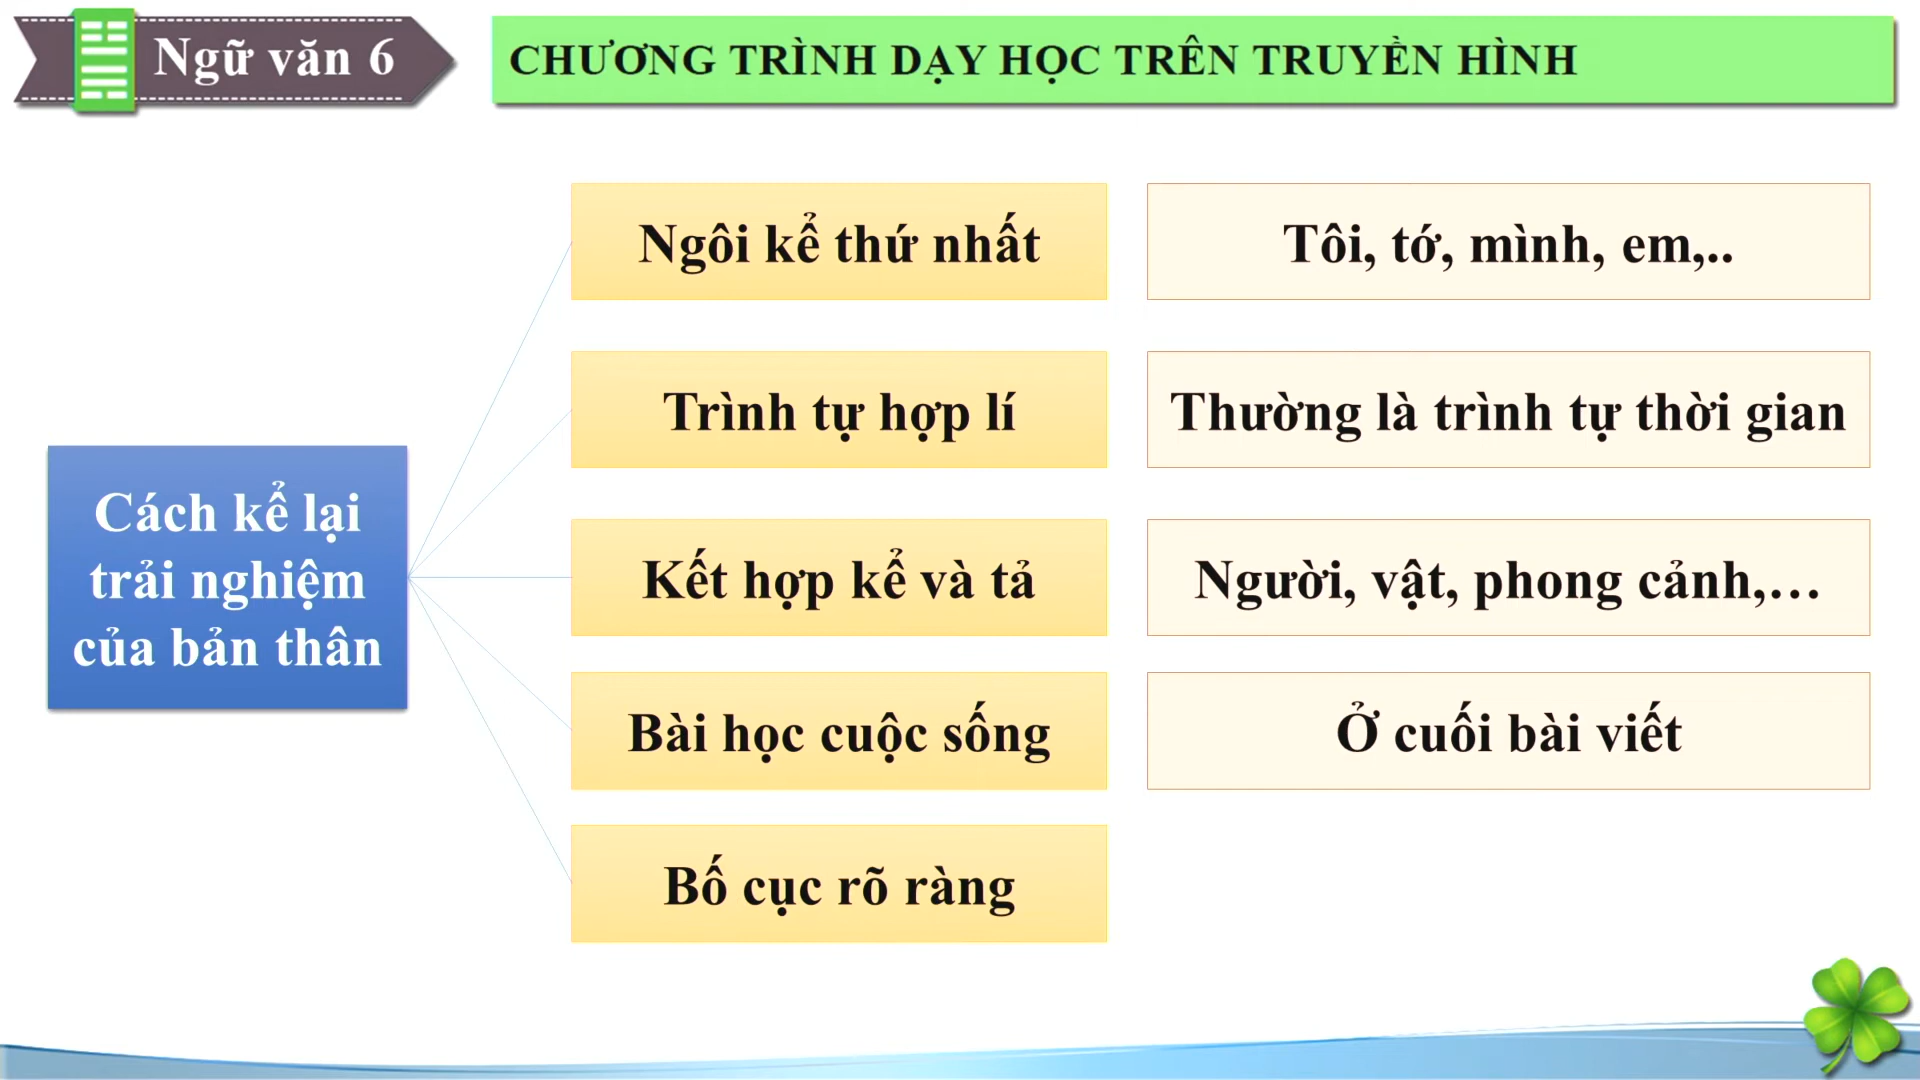 Ngữ văn 6
CHƯƠNG TRÌNH DẠY HỌC TRÊN TRUYỀN HÌNH
Cách kể lại
trải nghiệm
của bản thân
Ngôi kể thứ nhất
Tôi, tớ, mình, em,..
Trình tự hợp lí
Thường là trình tự thời gian
Kết hợp kể và tả
Người, vật, phong cảnh,…
Bài học cuộc sống
Ở cuối bài viết
Bố cục rõ ràng